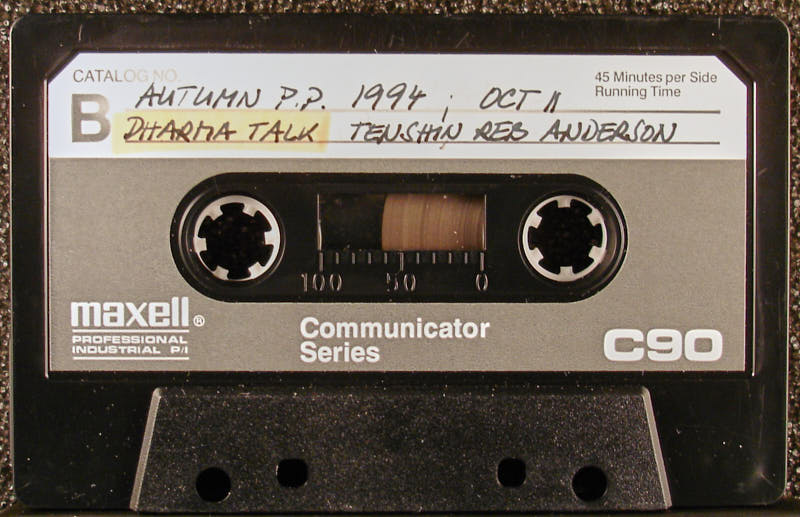 CATALOG NO.
45 Minutes per Side
Running Time
B
AUTUMN P.P. 1994; OCT 11
DHARMA TALK TENSHIN REB ANDERSON
100 50 0
maxell®
PROFESSIONAL
INDUSTRIAL P/I
Communicator
Series
C90